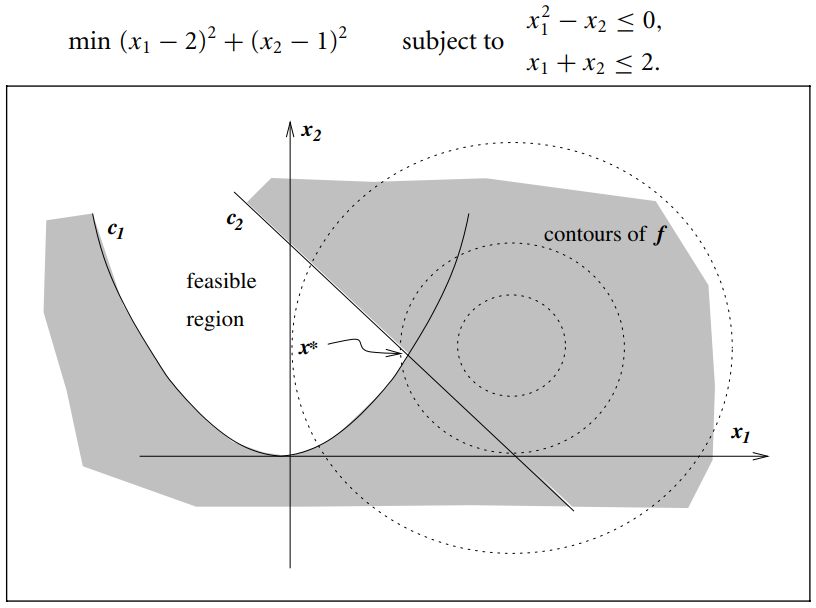 min (x₁ − 2)² + (x₂ − 1)² subject to x₁² − x₂ ≤ 0,
x₁ + x₂ ≤ 2.
x₂
c₁
c₂
contours of f
feasible
region
x*
x₁